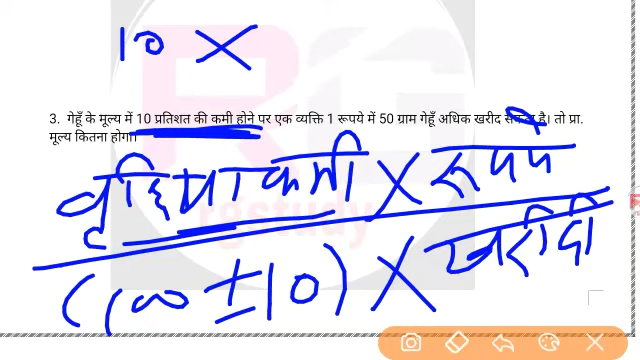 10 ×
3. गेहूँ के मूल्य में 10 प्रतिशत की कमी होने पर एक व्यक्ति 1 रूपये में 50 ग्राम गेहूँ अधिक खरीद सकता है। तो प्रा.
मूल्य कितना होगा।
वृद्धि या कमी × रूपये
(100 ± 10) × खरीदी
rgstudy